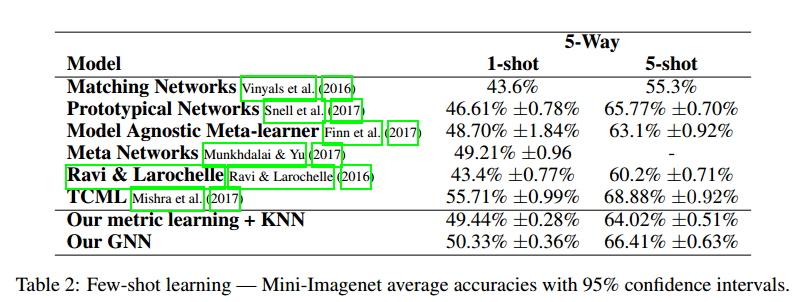 5-Way
Model 1-shot 5-shot
Matching Networks Vinyals et al. (2016) 43.6% 55.3%
Prototypical Networks Snell et al. (2017) 46.61% ±0.78% 65.77% ±0.70%
Model Agnostic Meta-learner Finn et al. (2017) 48.70% ±1.84% 63.1% ±0.92%
Meta Networks Munkhdalai & Yu (2017) 49.21% ±0.96 -
Ravi & Larochelle Ravi & Larochelle (2016) 43.4% ±0.77% 60.2% ±0.71%
TCML Mishra et al. (2017) 55.71% ±0.99% 68.88% ±0.92%
Our metric learning + KNN 49.44% ±0.28% 64.02% ±0.51%
Our GNN 50.33% ±0.36% 66.41% ±0.63%
Table 2: Few-shot learning — Mini-Imagenet average accuracies with 95% confidence intervals.